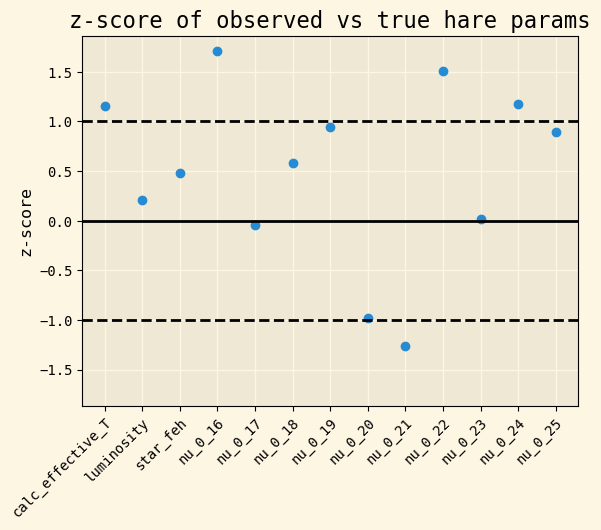 z-score of observed vs true hare params
z-score
1.5
1.0
0.5
0.0
−0.5
−1.0
−1.5
calc_effective_T
luminosity
star_feh
nu_0_16
nu_0_17
nu_0_18
nu_0_19
nu_0_20
nu_0_21
nu_0_22
nu_0_23
nu_0_24
nu_0_25